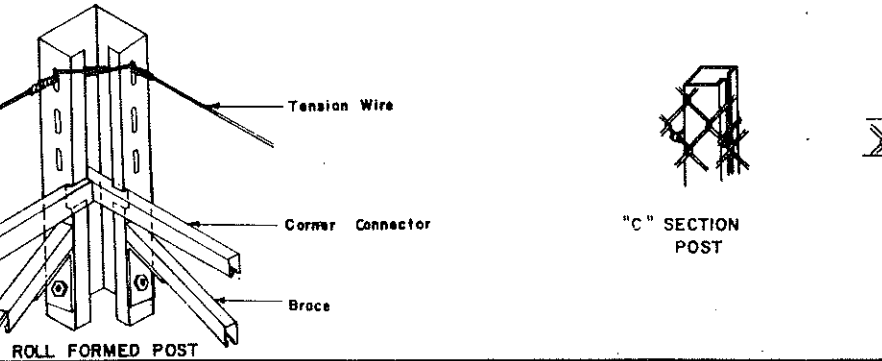 Tension Wire
Corner Connector
Brace
ROLL FORMED POST
"C" SECTION
POST